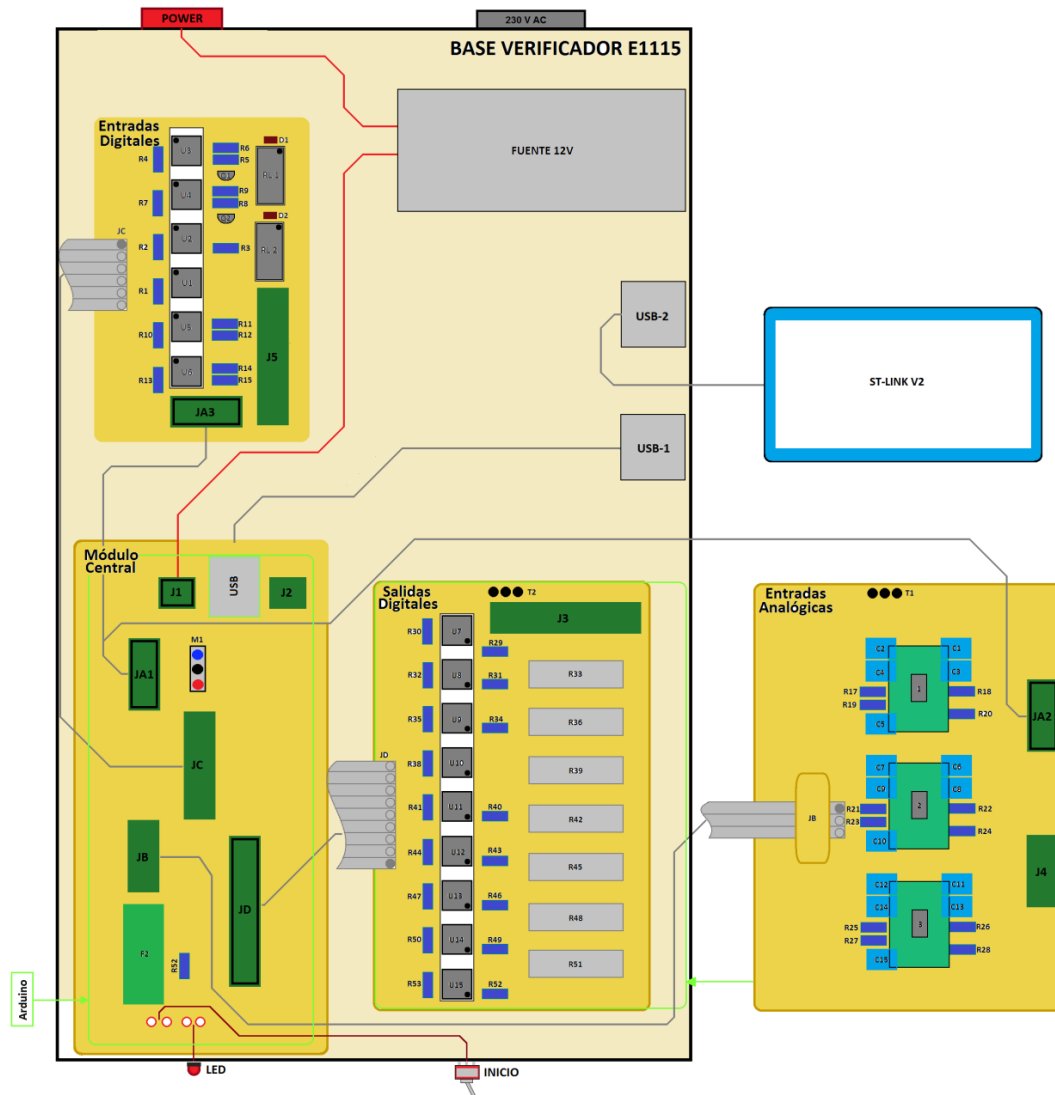 POWER
230 V AC
BASE VERIFICADOR E1115
FUENTE 12V
Entradas
Digitales
R4
R7
R2
R1
R10
R13
U3
U4
U2
U1
U5
U6
R6
R5
Q1
R9
R8
Q2
R3
R11
R12
R14
R15
D1
RL 1
D2
RL 2
J5
JC
JA3
USB-2
USB-1
ST-LINK V2
Módulo
Central
J1
USB
J2
M1
JA1
JC
JB
JD
F2
R52
LED
INICIO
Arduino
Salidas
Digitales
T2
J3
R30
U7
R29
R32
U8
R31
R33
R35
U9
R34
R36
JD
R38
U10
R39
R41
U11
R40
R42
R44
U12
R43
R45
R47
U13
R46
R48
R50
U14
R49
R51
R53
U15
R52
Entradas
Analógicas
T1
C2
C1
C4
C3
R17
R19
1
R18
R20
C5
JA2
C7
C6
C9
C8
JB
R21
R23
2
R22
R24
C10
J4
C12
C11
C14
C13
R25
R27
3
R26
R28
C15